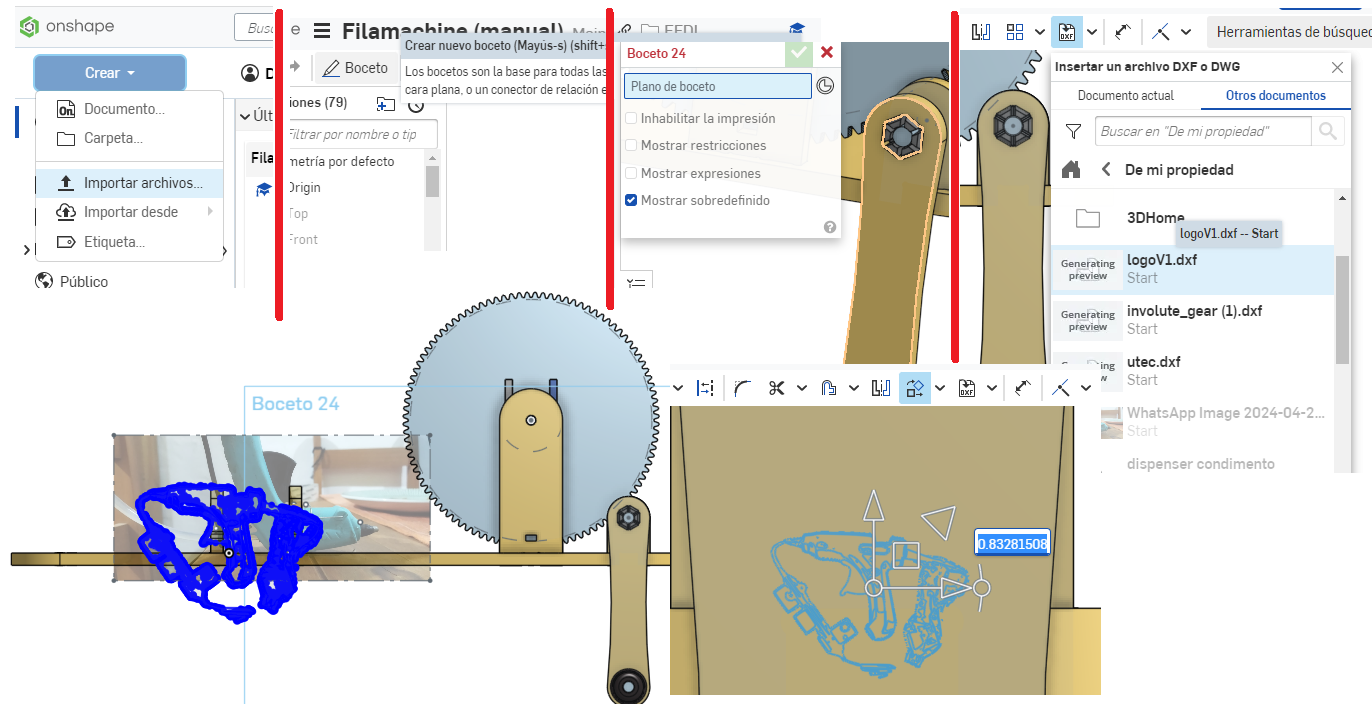 onshape
Busc
Crear
Documento...
Carpeta...
Importar archivos...
Importar desde
Etiqueta...
Público
Últ
Fila
Filamachine (manual)
Main
Crear nuevo boceto (Mayús-s) (shift+
Boceto
Los bocetos son la base para todas las
cara plana, o un conector de relación e
iones (79)
Filtrar por nombre o tip
metría por defecto
Origin
Top
Front
Boceto 24
Plano de boceto
Inhabilitar la impresión
Mostrar restricciones
Mostrar expresiones
Mostrar sobredefinido
DXF
Herramientas de búsqued
Insertar un archivo DXF o DWG
Documento actual
Otros documentos
Buscar en "De mi propiedad"
De mi propiedad
3DHome
logoV1.dxf -- Start
Generating preview
logoV1.dxf
Start
Generating preview
involute_gear (1).dxf
Start
utec.dxf
Start
WhatsApp Image 2024-04-2...
Start
dispenser condimento
Boceto 24
DXF
0.83281508